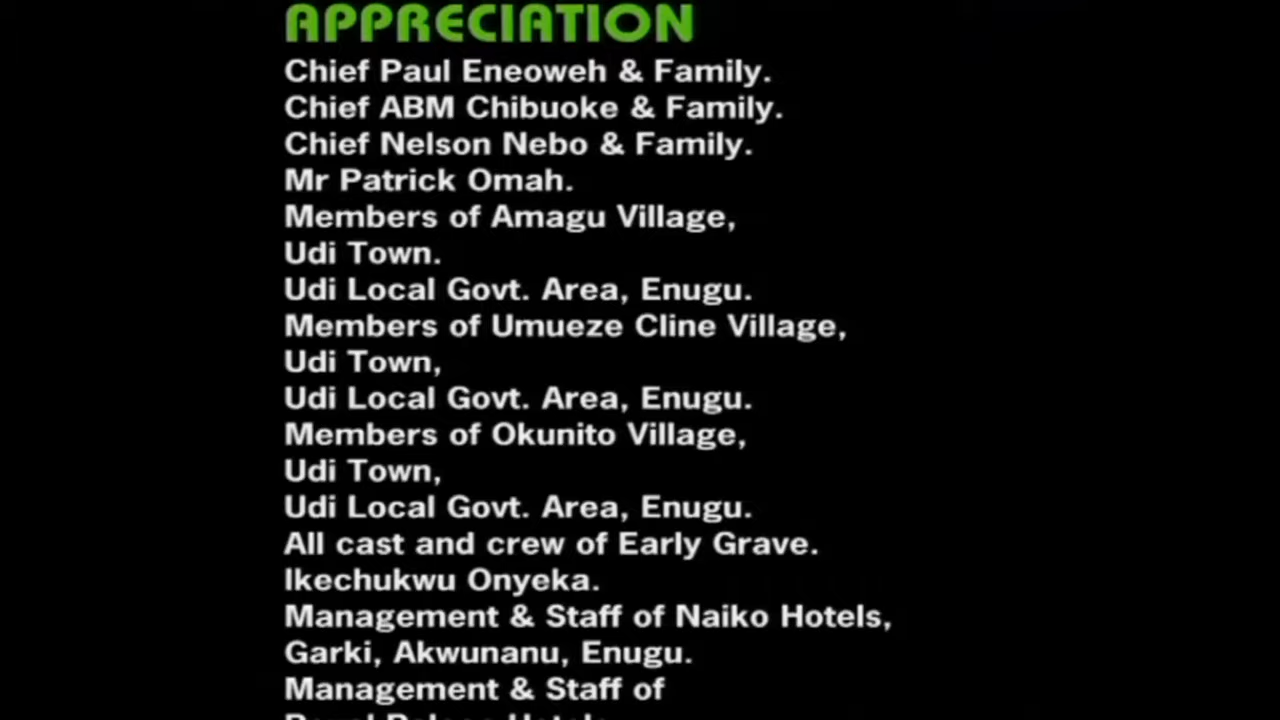 APPRECIATION
Chief Paul Eneoweh & Family.
Chief ABM Chibuoke & Family.
Chief Nelson Nebo & Family.
Mr Patrick Omah.
Members of Amagu Village,
Udi Town.
Udi Local Govt. Area, Enugu.
Members of Umueze Cline Village,
Udi Town,
Udi Local Govt. Area, Enugu.
Members of Okunito Village,
Udi Town,
Udi Local Govt. Area, Enugu.
All cast and crew of Early Grave.
Ikechukwu Onyeka.
Management & Staff of Naiko Hotels,
Garki, Akwunanu, Enugu.
Management & Staff of